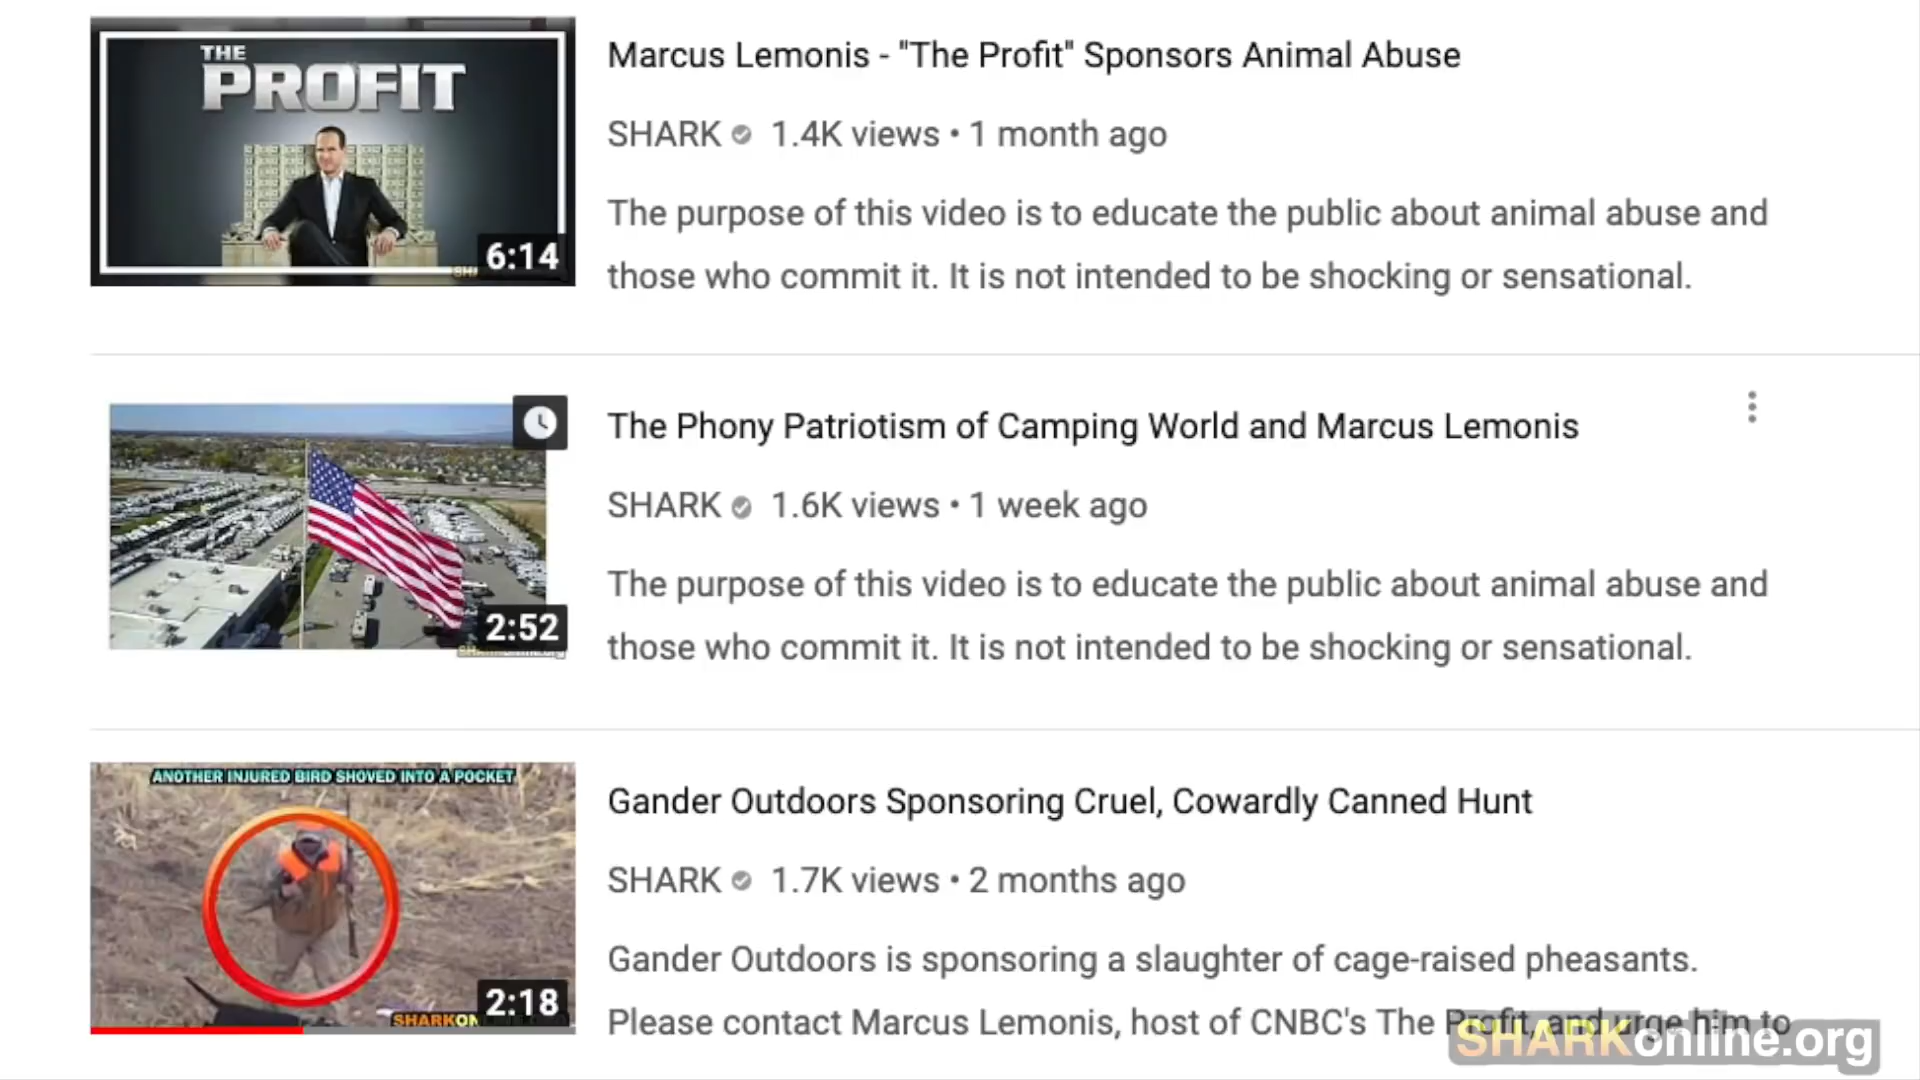 THE
PROFIT
6:14
Marcus Lemonis - "The Profit" Sponsors Animal Abuse
SHARK 1.4K views • 1 month ago
The purpose of this video is to educate the public about animal abuse and
those who commit it. It is not intended to be shocking or sensational.
2:52
The Phony Patriotism of Camping World and Marcus Lemonis
SHARK 1.6K views • 1 week ago
The purpose of this video is to educate the public about animal abuse and
those who commit it. It is not intended to be shocking or sensational.
ANOTHER INJURED BIRD SHOVED INTO A POCKET
SHARKON
2:18
Gander Outdoors Sponsoring Cruel, Cowardly Canned Hunt
SHARK 1.7K views • 2 months ago
Gander Outdoors is sponsoring a slaughter of cage-raised pheasants.
Please contact Marcus Lemonis, host of CNBC's The Profit, and urge him to
SHARKonline.org